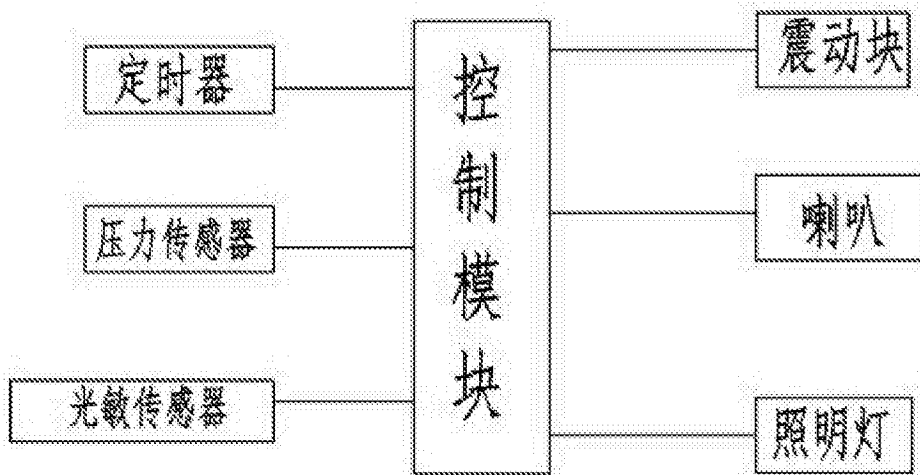 定时器
压力传感器
光敏传感器
控制模块
震动块
喇叭
照明灯